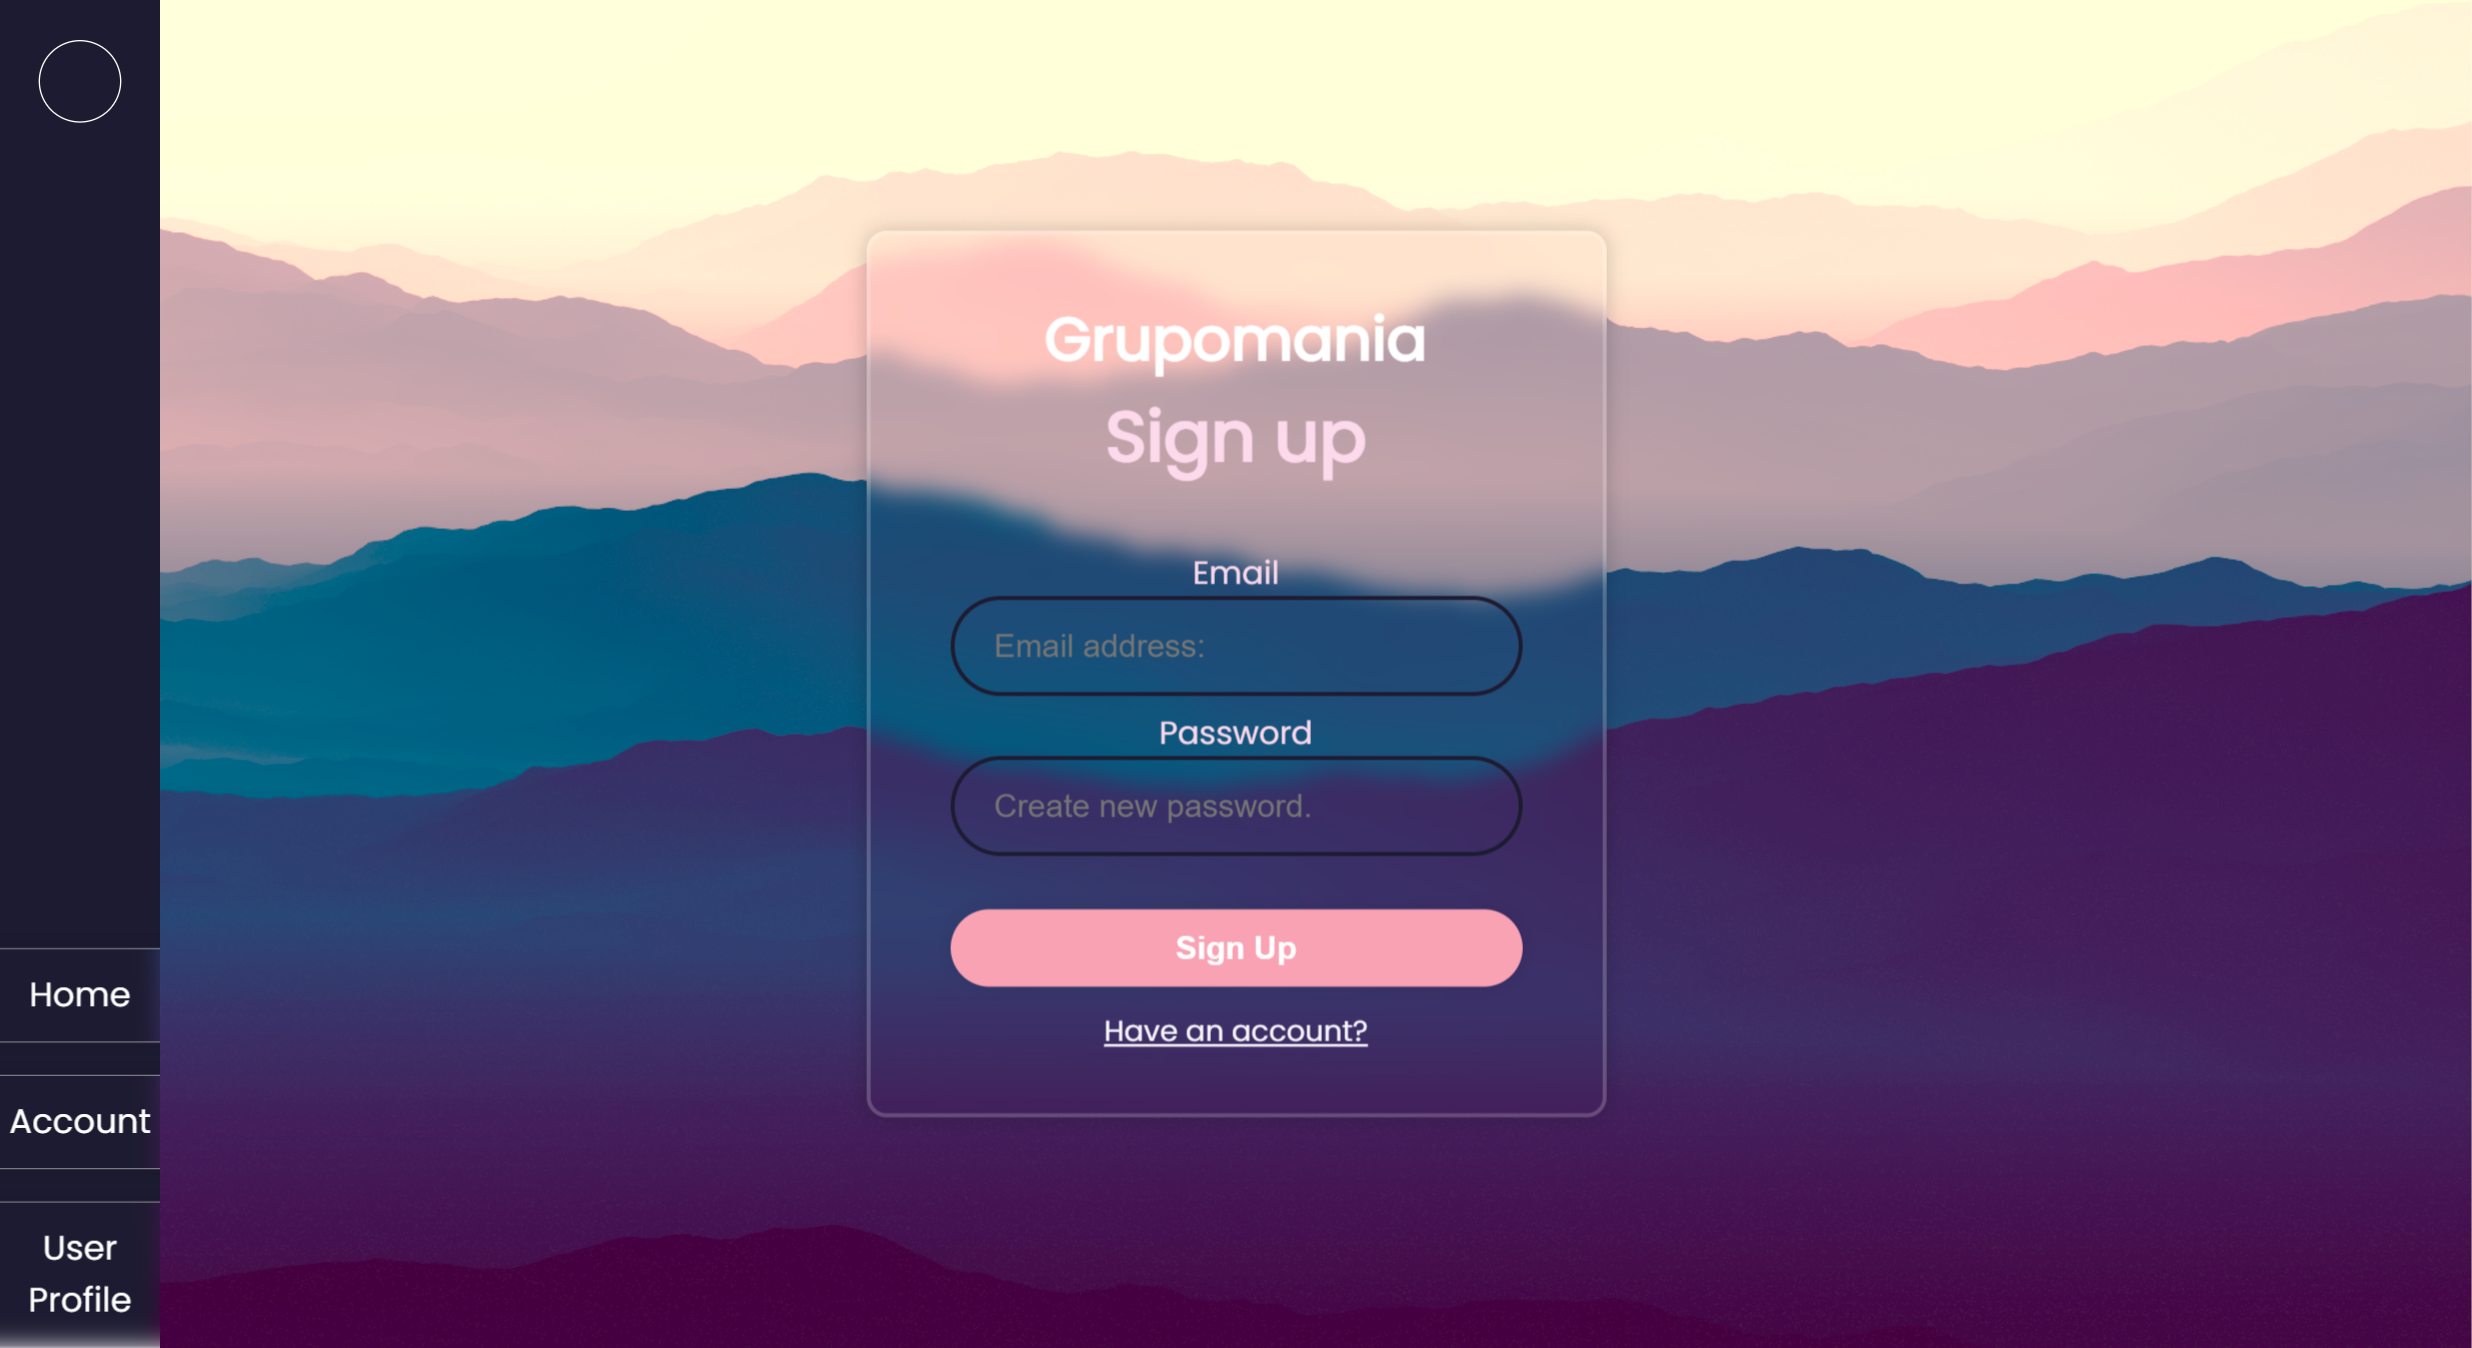 Home
Account
User
Profile
Grupomania
Sign up
Email
Email address:
Password
Create new password.
Sign Up
Have an account?